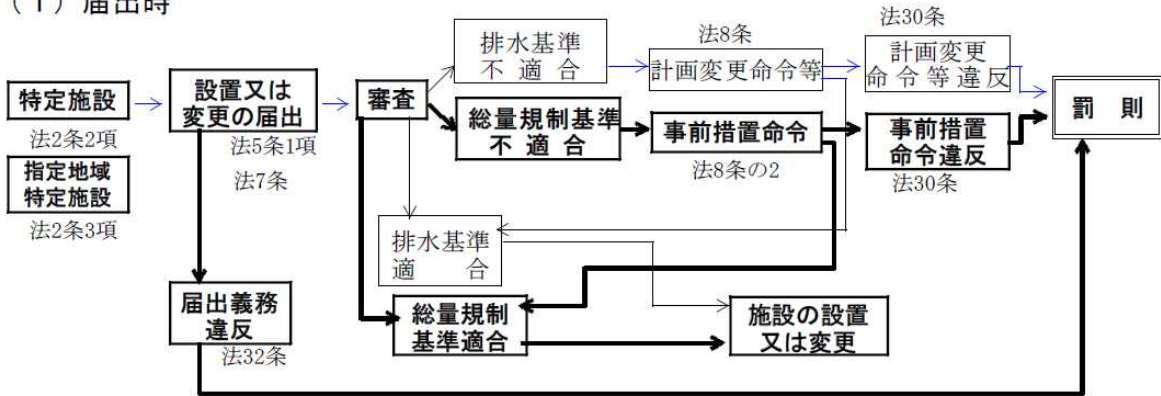 (1)届出時
特定施設
法2条2項
指定地域
特定施設
法2条3項
設置又は
変更の届出
法5条1項
法7条
届出義務
違反
法32条
審査
排水基準
不適合
総量規制基準
不適合
排水基準
適合
総量規制
基準適合
法8条
計画変更命令等
事前措置命令
法8条の2
施設の設置
又は変更
法30条
計画変更
命令等違反
事前措置
命令違反
法30条
罰則